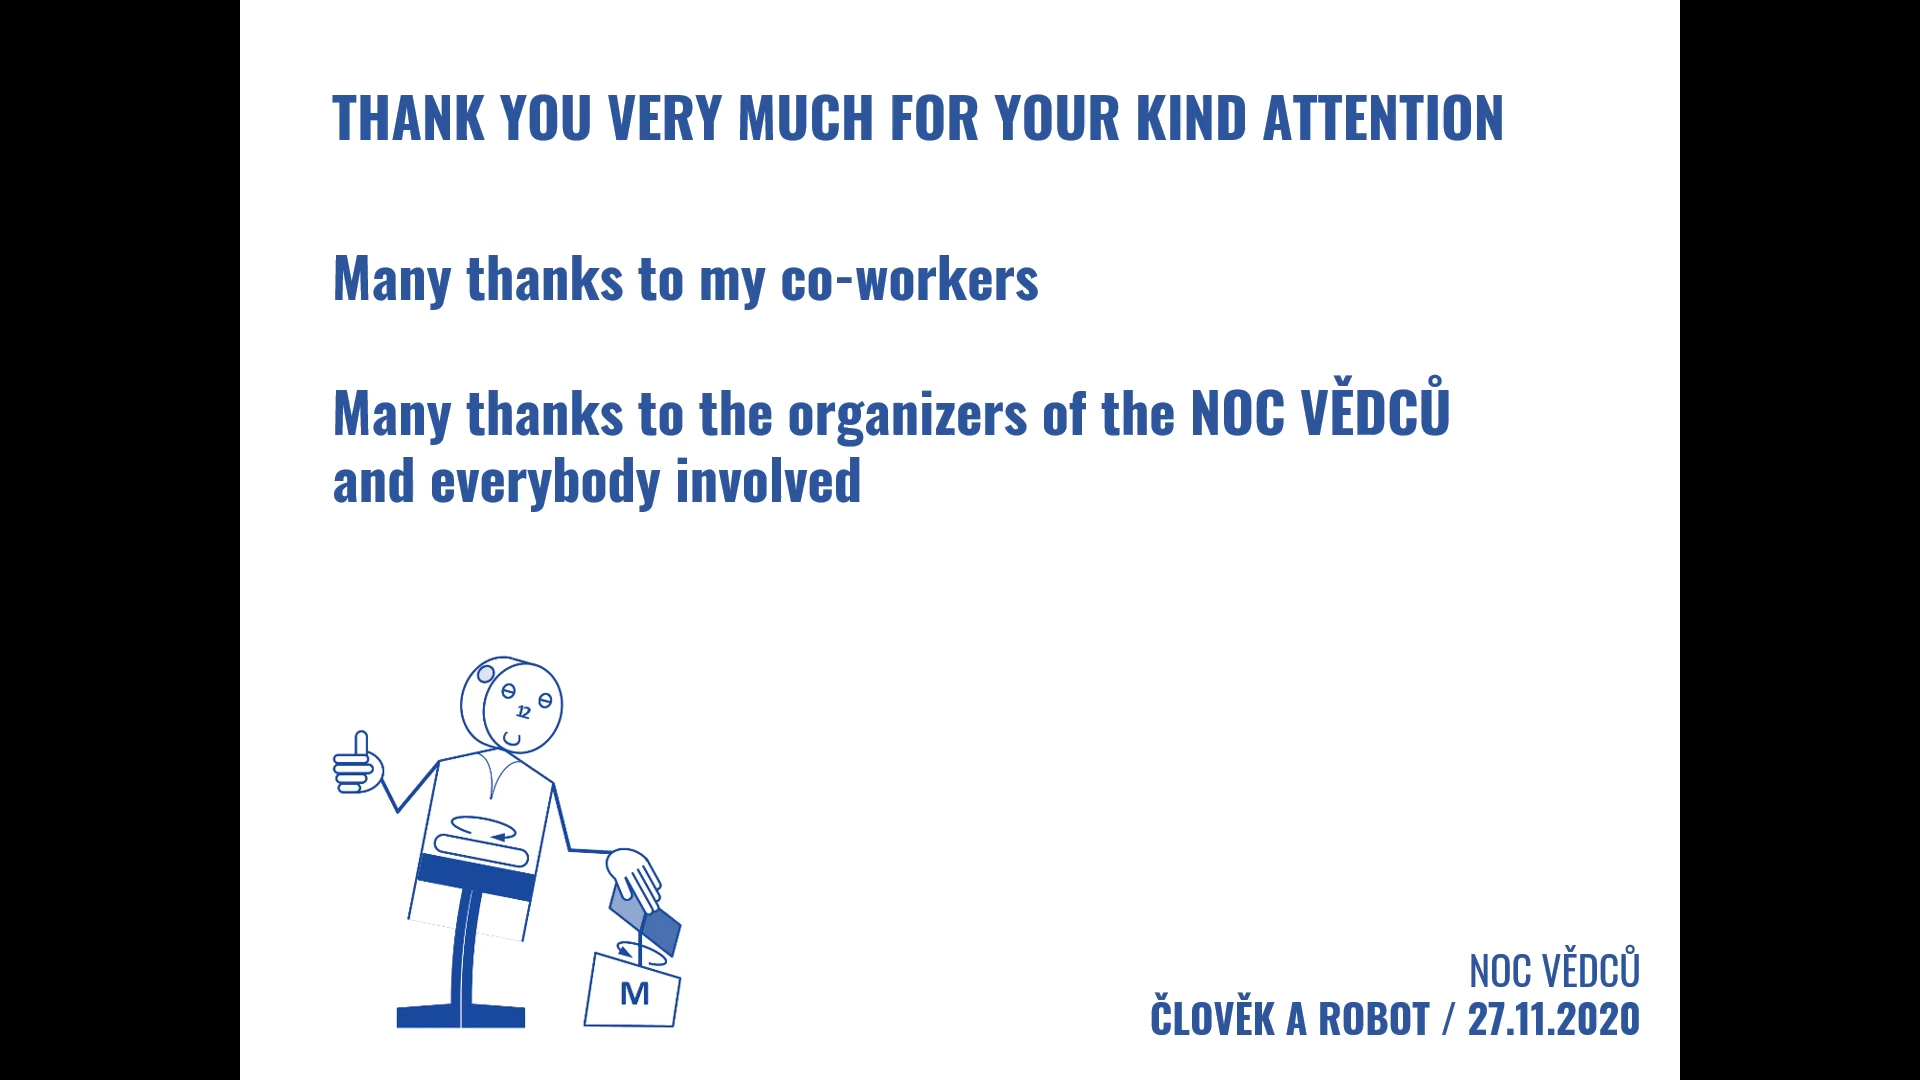 THANK YOU VERY MUCH FOR YOUR KIND ATTENTION
Many thanks to my co-workers
Many thanks to the organizers of the NOC VĚDCŮ
and everybody involved
12
M
NOC VĚDCŮ
ČLOVĚK A ROBOT / 27.11.2020